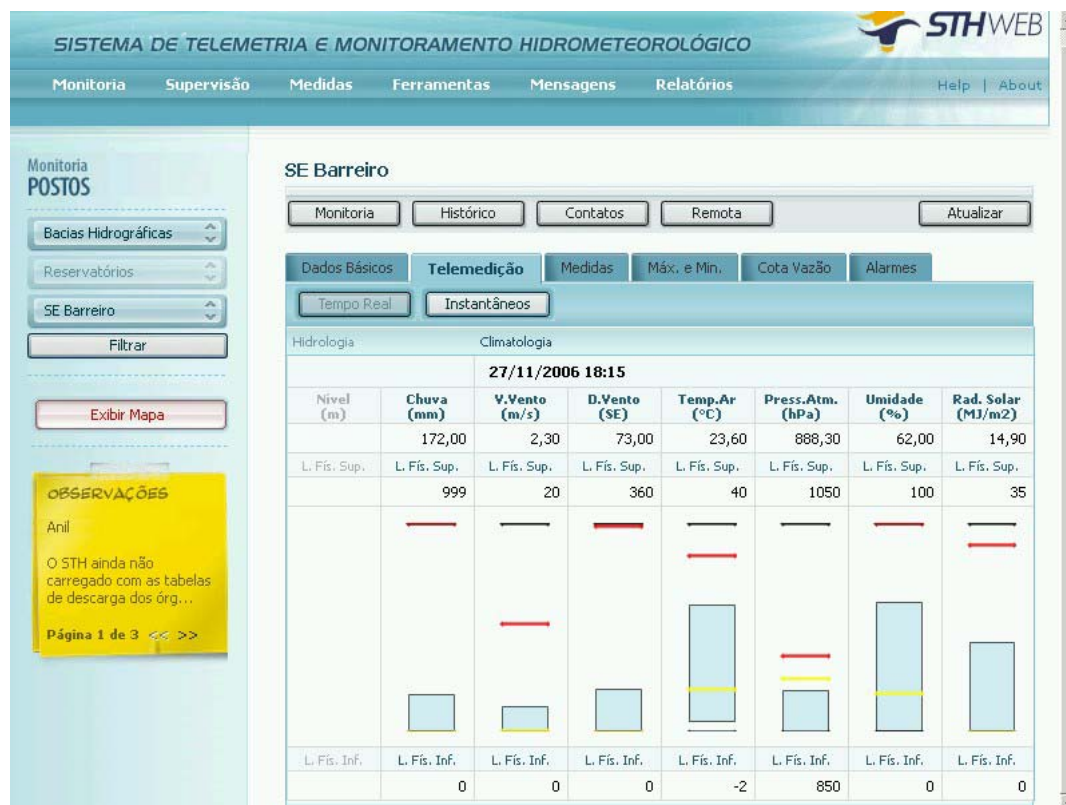 STHWEB
SISTEMA DE TELEMETRIA E MONITORAMENTO HIDROMETEOROLÓGICO
Monitoria Supervisão Medidas Ferramentas Mensagens Relatórios Help | About
Monitoria
POSTOS
Bacias Hidrográficas
Reservatórios
SE Barreiro
Filtrar
Exibir Mapa
OBSERVAÇÕES
Anil
O STH ainda não
carregado com as tabelas
de descarga dos órg...
Página 1 de 3 << >>
SE Barreiro
Monitoria Histórico Contatos Remota Atualizar
Dados Básicos Telemedição Medidas Máx. e Min. Cota Vazão Alarmes
Tempo Real Instantâneos
Hidrologia Climatologia
27/11/2006 18:15
Nível Chuva V.Vento D.Vento Temp.Ar Press.Atm. Umidade Rad. Solar
(m) (mm) (m/s) (SE) (°C) (hPa) (%) (MJ/m2)
172,00 2,30 73,00 23,60 888,30 62,00 14,90
L. Fís. Sup. L. Fís. Sup. L. Fís. Sup. L. Fís. Sup. L. Fís. Sup. L. Fís. Sup. L. Fís. Sup. L. Fís. Sup.
999 20 360 40 1050 100 35
L. Fís. Inf. L. Fís. Inf. L. Fís. Inf. L. Fís. Inf. L. Fís. Inf. L. Fís. Inf. L. Fís. Inf. L. Fís. Inf.
0 0 0 -2 850 0 0